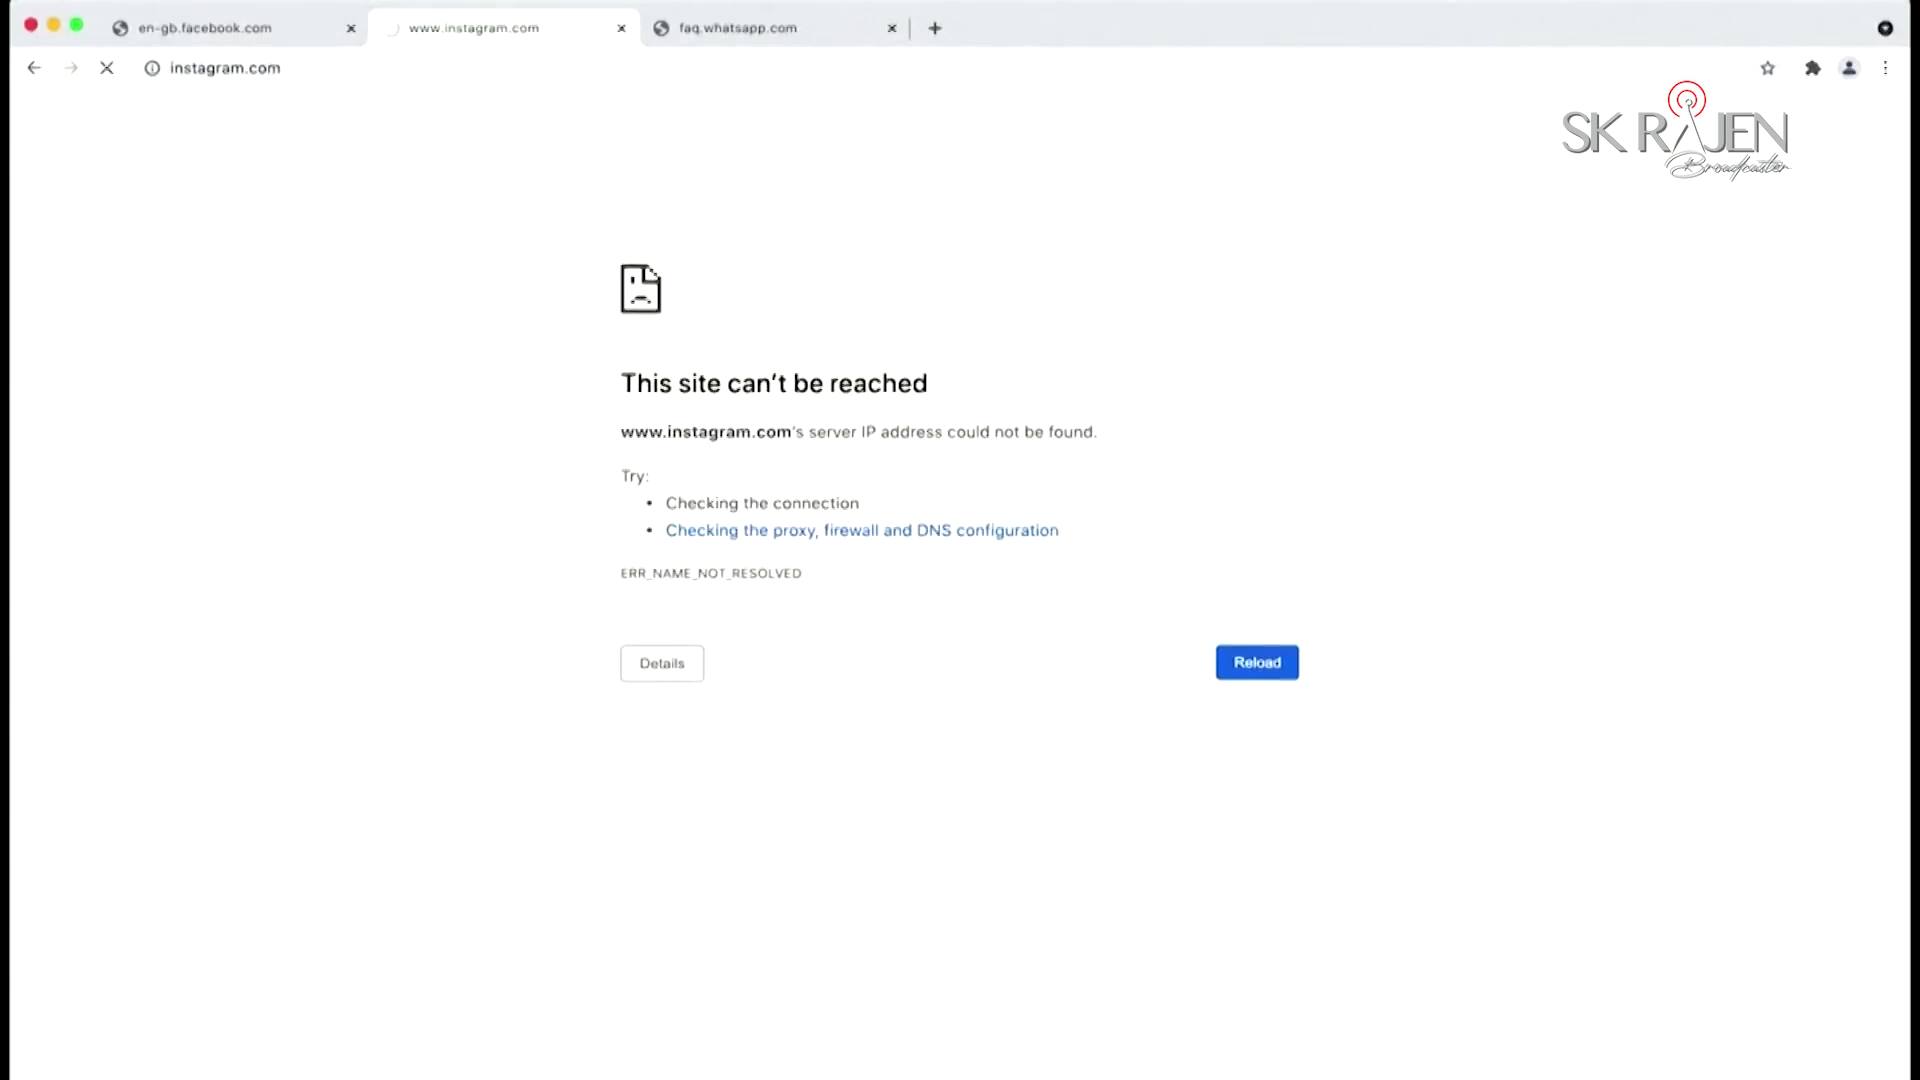 en-gb.facebook.com
www.instagram.com
faq.whatsapp.com
instagram.com
SK RAJEN
Broadcaster
This site can't be reached
www.instagram.com's server IP address could not be found.
Try:
• Checking the connection
• Checking the proxy, firewall and DNS configuration
ERR_NAME_NOT_RESOLVED
Details
Reload